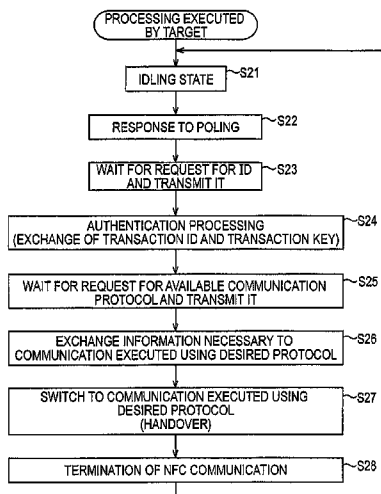 PROCESSING EXECUTED
BY TARGET
IDLING STATE
S21
RESPONSE TO POLING
S22
WAIT FOR REQUEST FOR ID
AND TRANSMIT IT
S23
AUTHENTICATION PROCESSING
(EXCHANGE OF TRANSACTION ID AND TRANSACTION KEY)
S24
WAIT FOR REQUEST FOR AVAILABLE COMMUNICATION
PROTOCOL AND TRANSMIT IT
S25
EXCHANGE INFORMATION NECESSARY TO
COMMUNICATION EXECUTED USING DESIRED PROTOCOL
S26
SWITCH TO COMMUNICATION EXECUTED USING
DESIRED PROTOCOL
(HANDOVER)
S27
TERMINATION OF NFC COMMUNICATION
S28